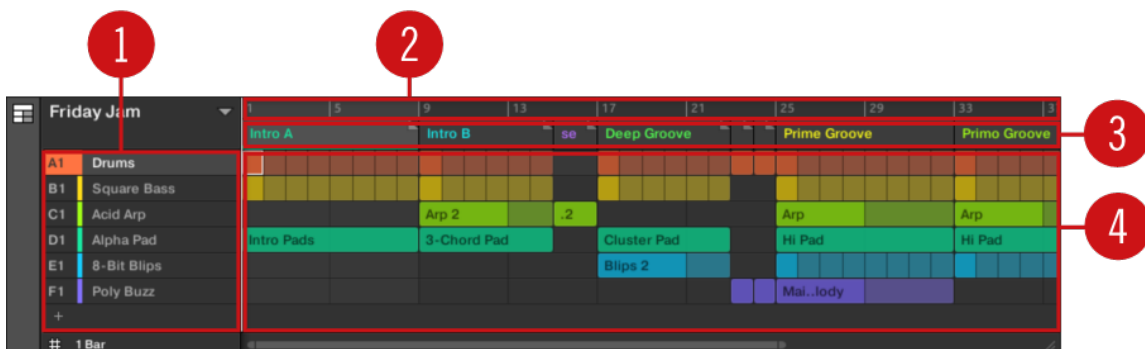 1 2
Friday Jam 1 5 9 13 17 21 25 29 33 3
Intro A Intro B se Deep Groove Prime Groove Primo Groove
3
A1 Drums
B1 Square Bass
C1 Acid Arp Arp 2 .2 Arp Arp
4
D1 Alpha Pad Intro Pads 3-Chord Pad Cluster Pad Hi Pad Hi Pad
E1 8-Bit Blips Blips 2
F1 Poly Buzz Mai..lody
+
# 1 Bar